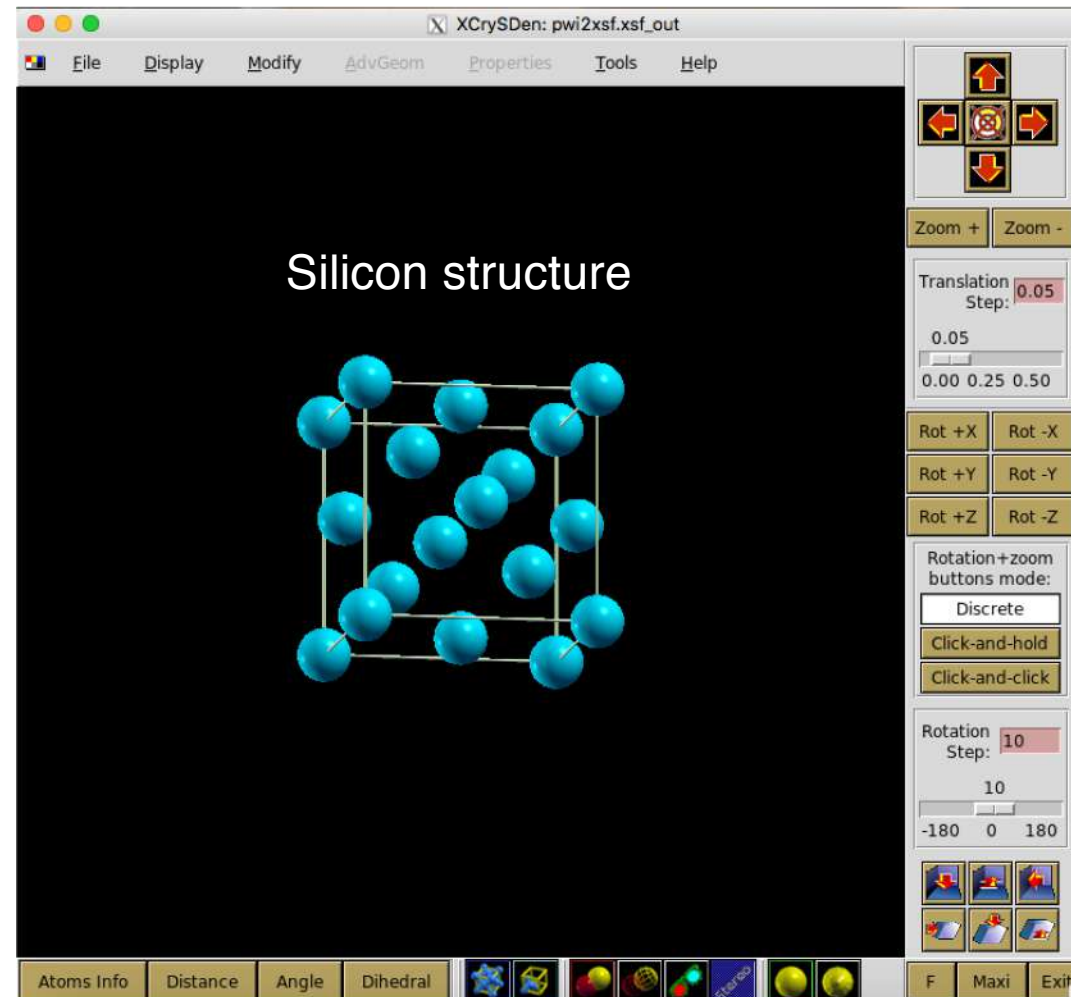 XCrySDen: pwi2xsf.xsf_out
File Display Modify AdvGeom Properties Tools Help
Silicon structure
Zoom + Zoom -
Translation
Step: 0.05
0.05
0.00 0.25 0.50
Rot +X Rot -X
Rot +Y Rot -Y
Rot +Z Rot -Z
Rotation+zoom
buttons mode:
Discrete
Click-and-hold
Click-and-click
Rotation
Step: 10
10
-180 0 180
Atoms Info Distance Angle Dihedral Stereo F Maxi Exit